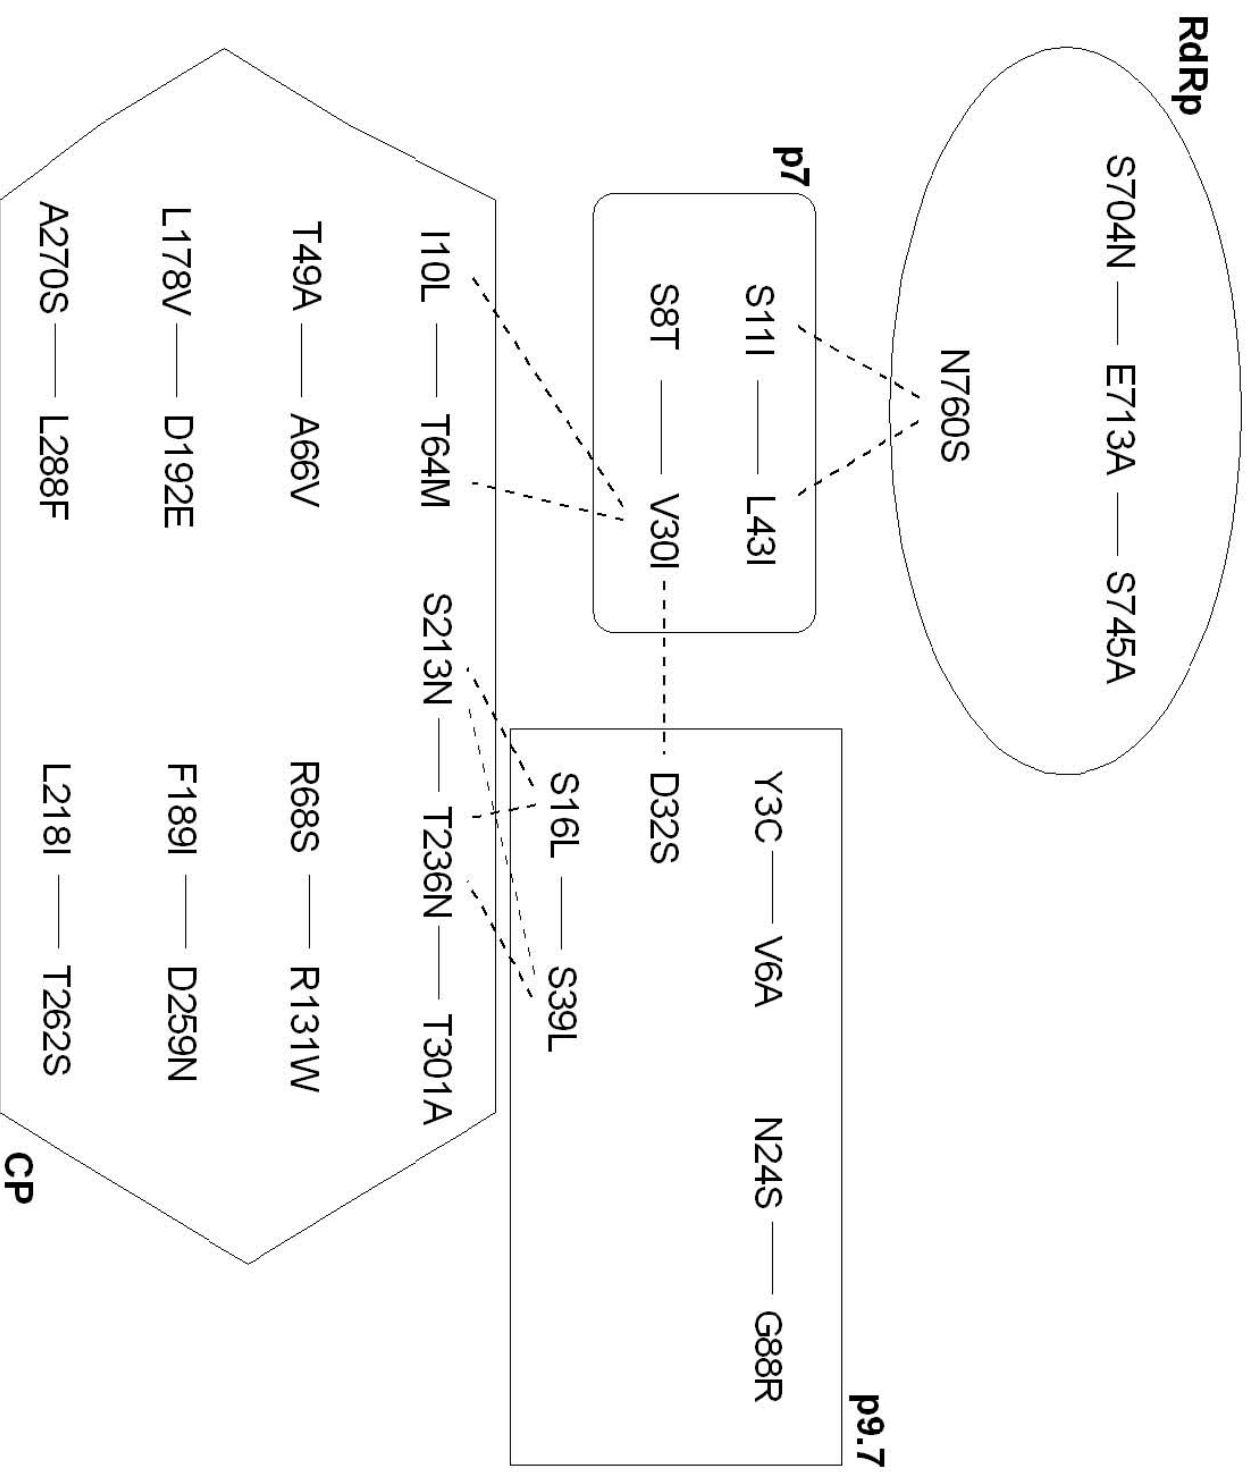 RdRp
S704N E713A S745A
N760S
p7
S11I L43I
S8T V30I
p9.7
Y3C V6A N24S G88R
D32S
S16L S39L
I10L T64M S213N T236N T301A
T49A A66V R68S R131W
L178V D192E F189I D259N
A270S L288F L218I T262S
CP